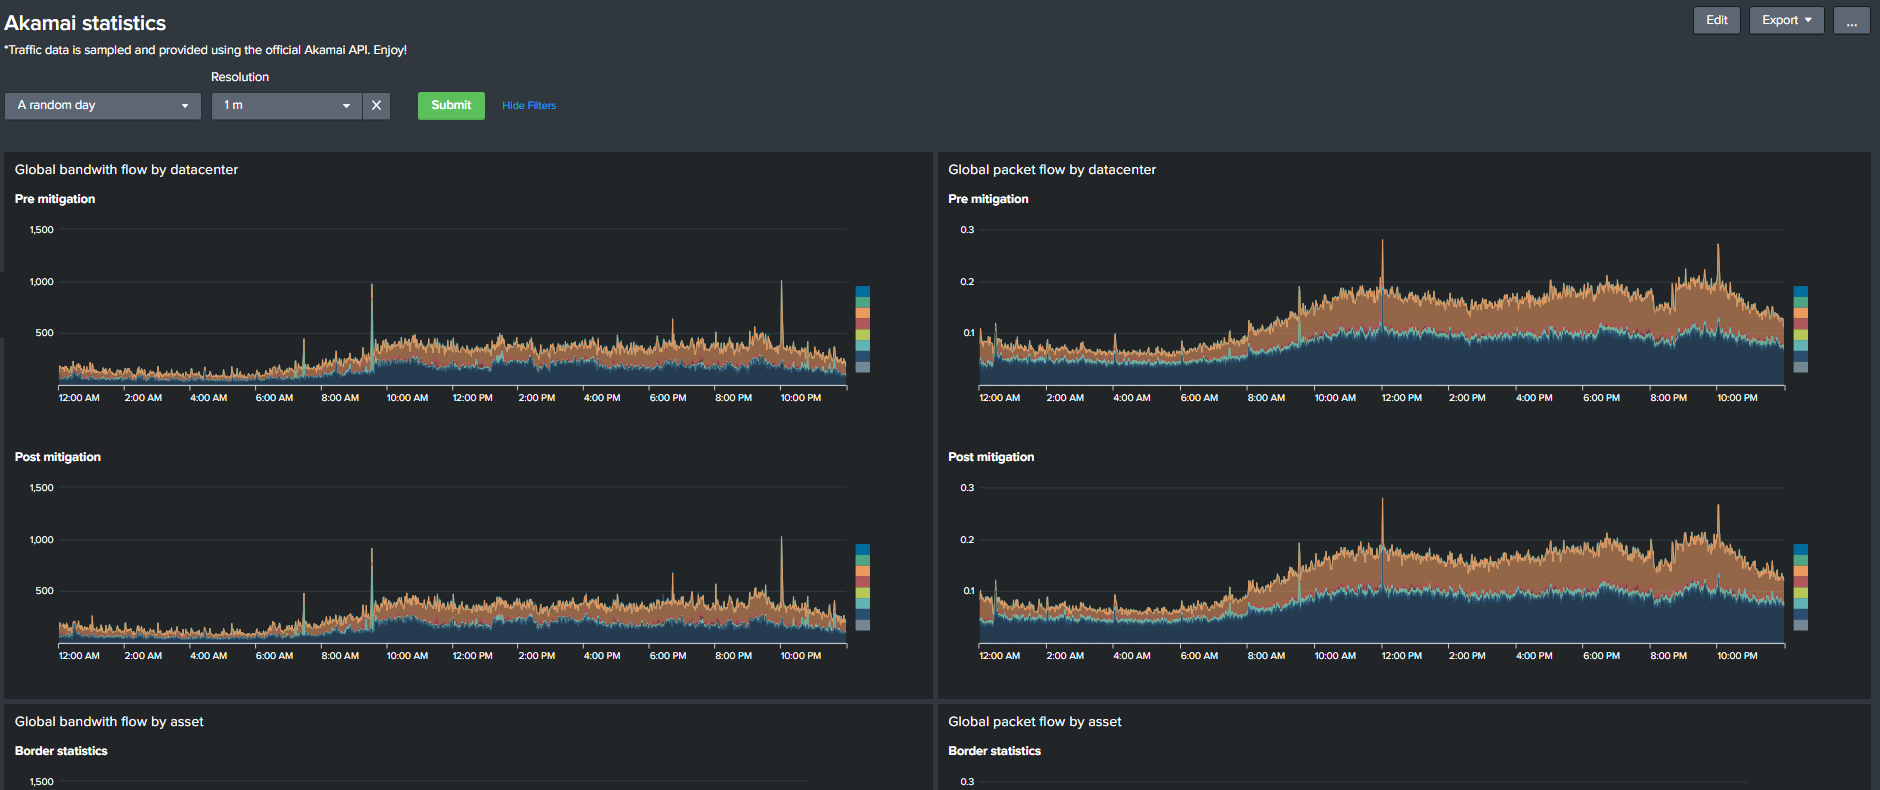 Akamai statistics
Edit
Export
...
*Traffic data is sampled and provided using the official Akamai API. Enjoy!
Resolution
A random day
1 m
Submit
Hide Filters
Global bandwith flow by datacenter
Pre mitigation
1,500
1,000
500
12:00 AM 2:00 AM 4:00 AM 6:00 AM 8:00 AM 10:00 AM 12:00 PM 2:00 PM 4:00 PM 6:00 PM 8:00 PM 10:00 PM
Post mitigation
1,500
1,000
500
12:00 AM 2:00 AM 4:00 AM 6:00 AM 8:00 AM 10:00 AM 12:00 PM 2:00 PM 4:00 PM 6:00 PM 8:00 PM 10:00 PM
Global packet flow by datacenter
Pre mitigation
0.3
0.2
0.1
12:00 AM 2:00 AM 4:00 AM 6:00 AM 8:00 AM 10:00 AM 12:00 PM 2:00 PM 4:00 PM 6:00 PM 8:00 PM 10:00 PM
Post mitigation
0.3
0.2
0.1
12:00 AM 2:00 AM 4:00 AM 6:00 AM 8:00 AM 10:00 AM 12:00 PM 2:00 PM 4:00 PM 6:00 PM 8:00 PM 10:00 PM
Global bandwith flow by asset
Border statistics
1,500
Global packet flow by asset
Border statistics
0.3